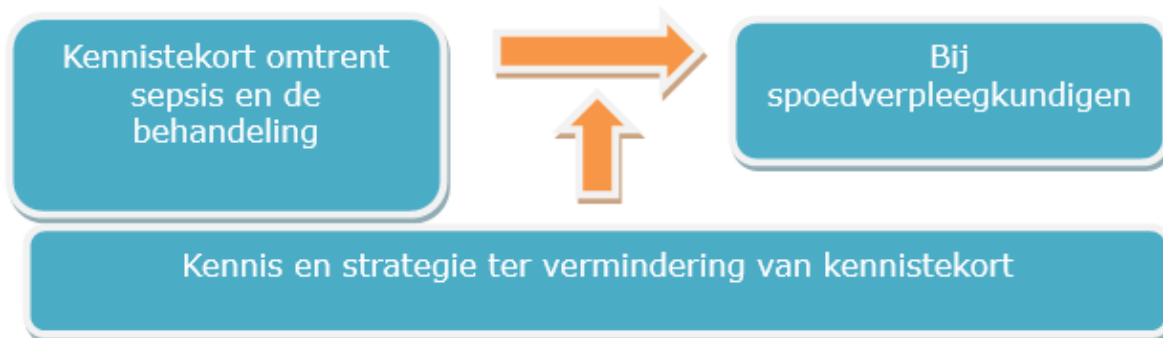 Kennistekort omtrent
sepsis en de
behandeling
Bij
spoedverpleegkundigen
Kennis en strategie ter vermindering van kennistekort